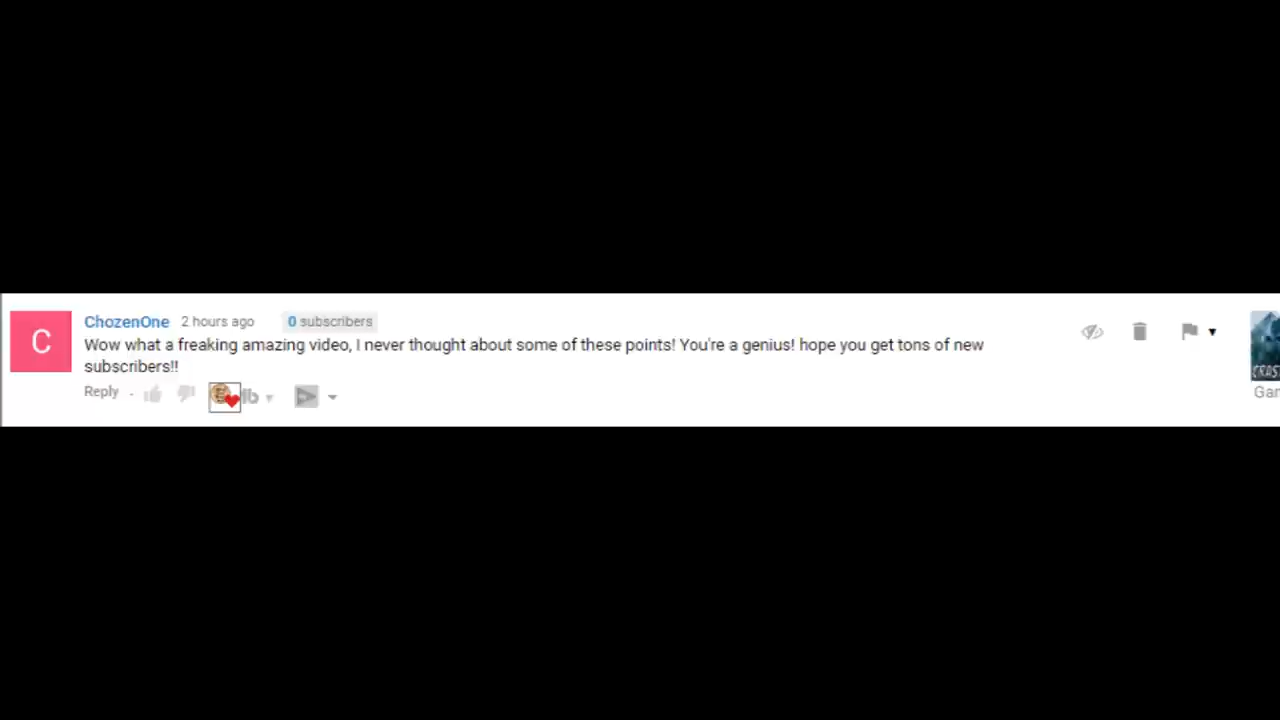 C
ChozenOne 2 hours ago 0 subscribers
Wow what a freaking amazing video, I never thought about some of these points! You're a genius! hope you get tons of new
subscribers!!
Reply
lb